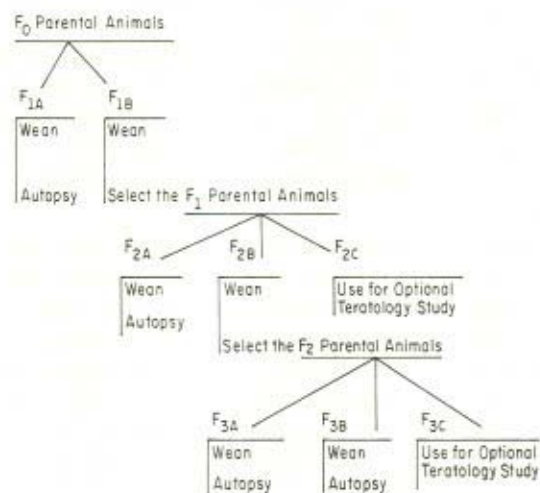 F0 Parental Animals
F1A F1B
Wean Wean
Autopsy Select the F1 Parental Animals
F2A F2B F2C
Wean Wean Use for Optional
Teratology Study
Autopsy
Select the F2 Parental Animals
F3A F3B F3C
Wean Wean Use for Optional
Teratology Study
Autopsy Autopsy